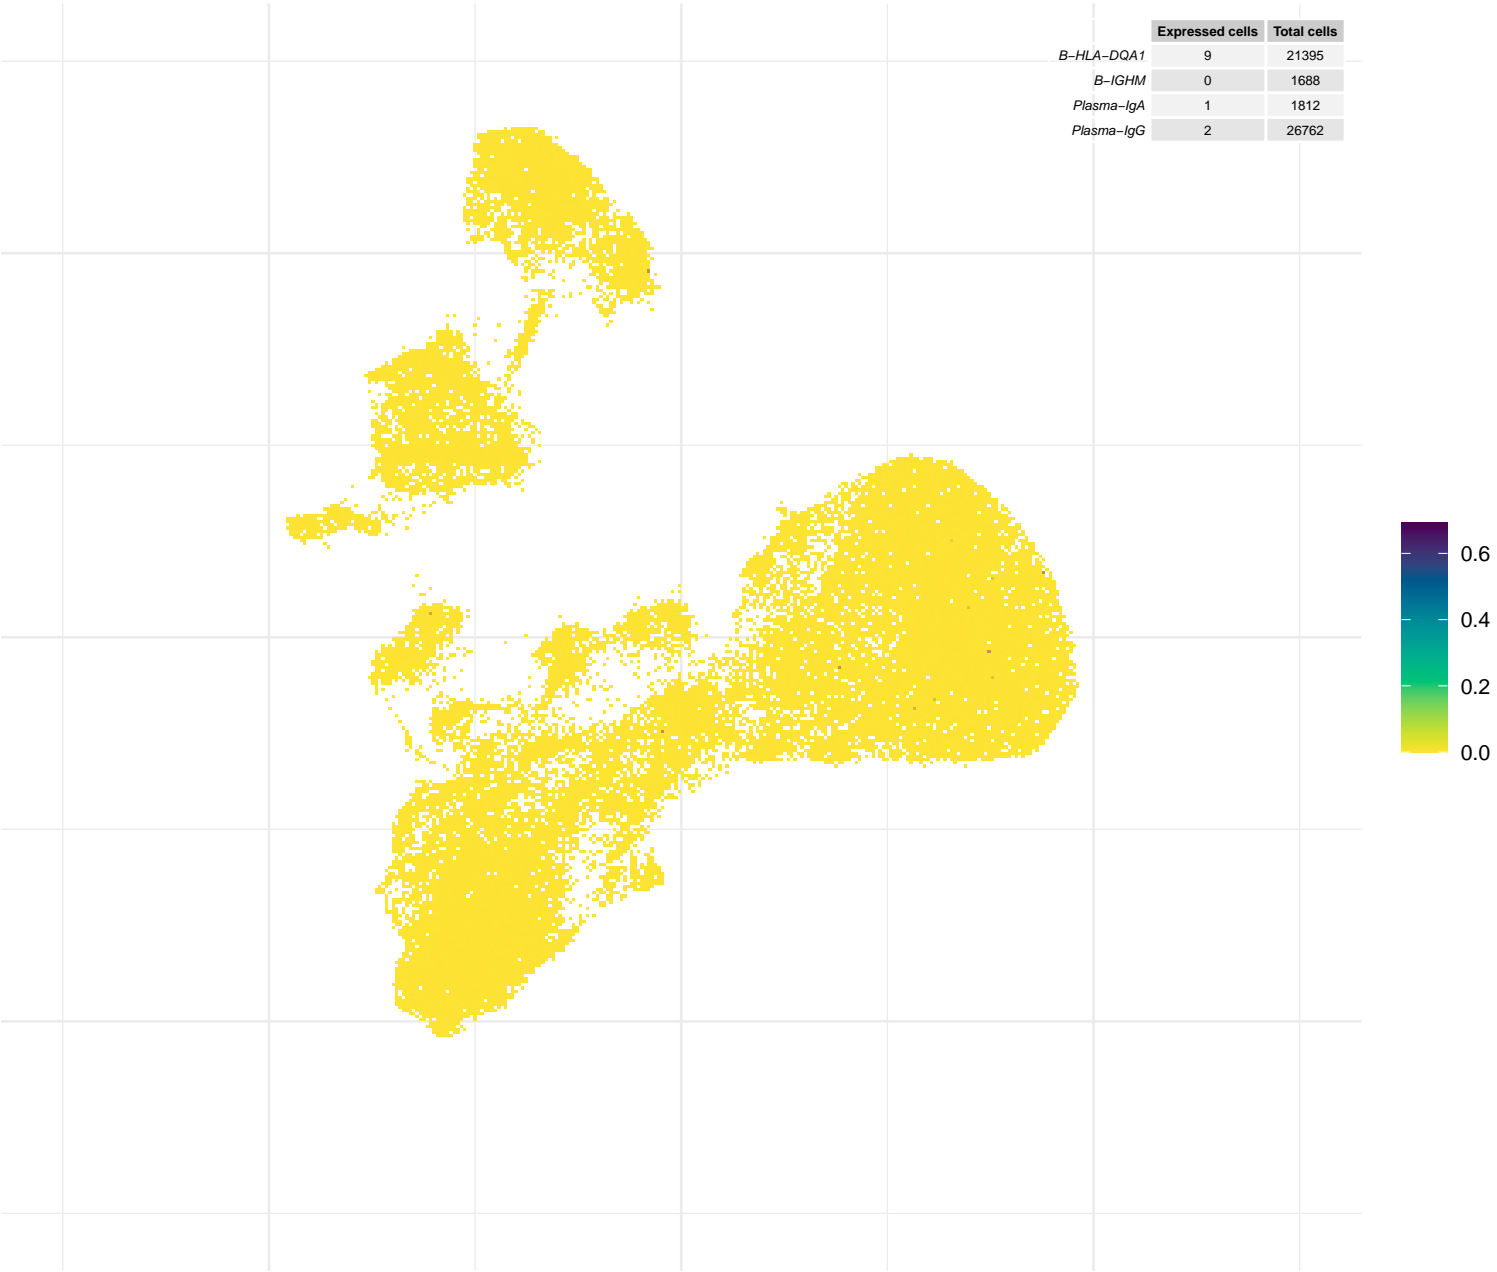 Expressed cells Total cells
B−HLA−DQA1 9 21395
B−IGHM 0 1688
Plasma−IgA 1 1812
Plasma−IgG 2 26762
0.6
0.4
0.2
0.0